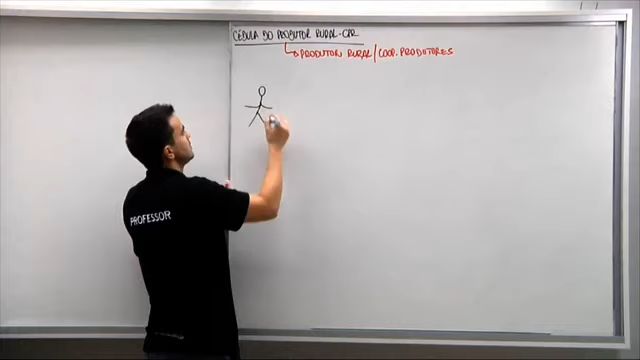 CÉDULA DO PRODUTOR RURAL - CPR
PRODUTOR RURAL / COOP. PRODUTORES
PROFESSOR